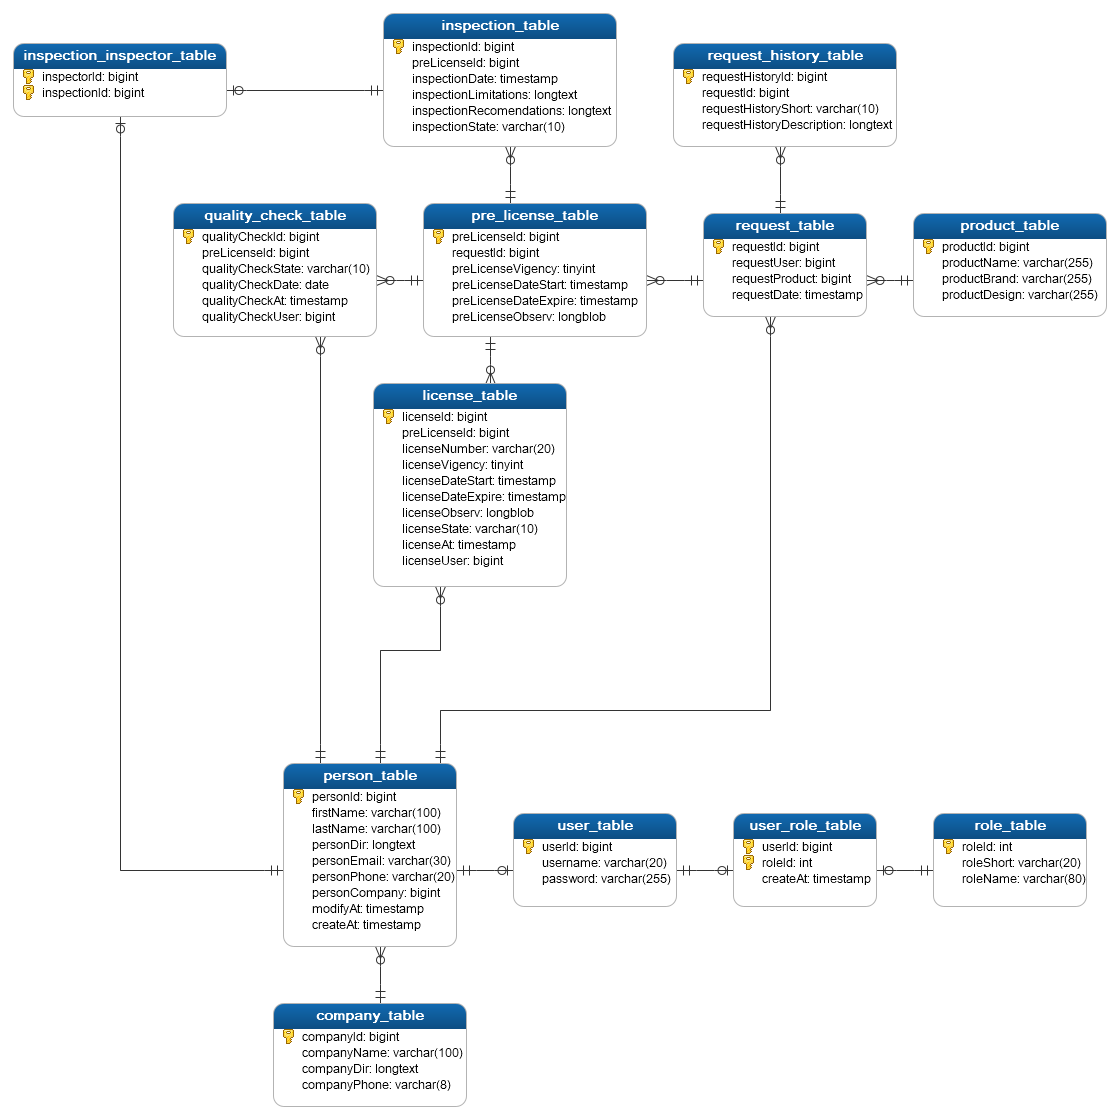 inspection_inspector_table
inspectorId: bigint
inspectionId: bigint
inspection_table
inspectionId: bigint
preLicenseId: bigint
inspectionDate: timestamp
inspectionLimitations: longtext
inspectionRecomendations: longtext
inspectionState: varchar(10)
request_history_table
requestHistoryId: bigint
requestId: bigint
requestHistoryShort: varchar(10)
requestHistoryDescription: longtext
quality_check_table
qualityCheckId: bigint
preLicenseId: bigint
qualityCheckState: varchar(10)
qualityCheckDate: date
qualityCheckAt: timestamp
qualityCheckUser: bigint
pre_license_table
preLicenseId: bigint
requestId: bigint
preLicenseVigency: tinyint
preLicenseDateStart: timestamp
preLicenseDateExpire: timestamp
preLicenseObserv: longblob
request_table
requestId: bigint
requestUser: bigint
requestProduct: bigint
requestDate: timestamp
product_table
productId: bigint
productName: varchar(255)
productBrand: varchar(255)
productDesign: varchar(255)
license_table
licenseId: bigint
preLicenseId: bigint
licenseNumber: varchar(20)
licenseVigency: tinyint
licenseDateStart: timestamp
licenseDateExpire: timestamp
licenseObserv: longblob
licenseState: varchar(10)
licenseAt: timestamp
licenseUser: bigint
person_table
personId: bigint
firstName: varchar(100)
lastName: varchar(100)
personDir: longtext
personEmail: varchar(30)
personPhone: varchar(20)
personCompany: bigint
modifyAt: timestamp
createAt: timestamp
user_table
userId: bigint
username: varchar(20)
password: varchar(255)
user_role_table
userId: bigint
roleId: int
createAt: timestamp
role_table
roleId: int
roleShort: varchar(20)
roleName: varchar(80)
company_table
companyId: bigint
companyName: varchar(100)
companyDir: longtext
companyPhone: varchar(8)